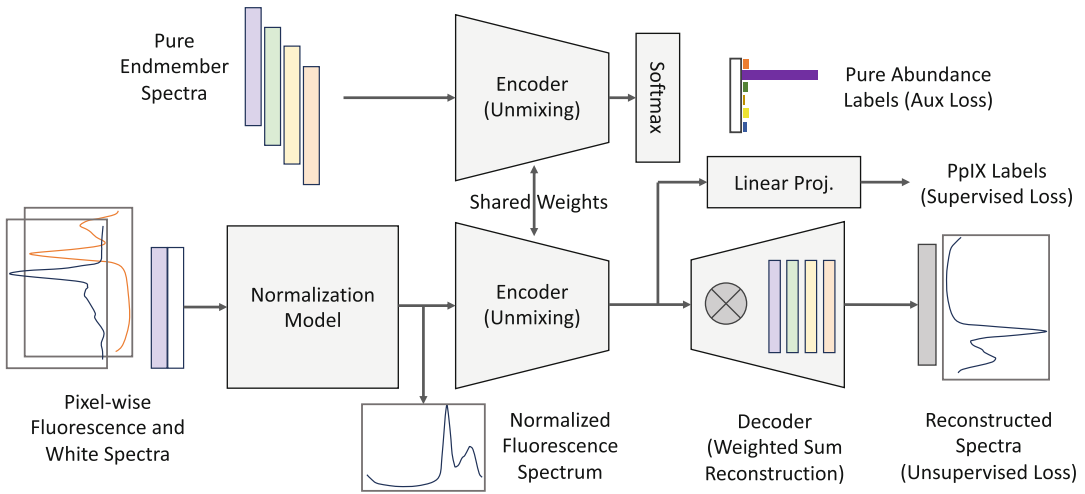 Pure
Endmember
Spectra
Encoder
(Unmixing)
Softmax
Pure Abundance
Labels (Aux Loss)
Shared Weights
Linear Proj.
PpIX Labels
(Supervised Loss)
Normalization
Model
Encoder
(Unmixing)
Pixel-wise
Fluorescence and
White Spectra
Normalized
Fluorescence
Spectrum
Decoder
(Weighted Sum
Reconstruction)
Reconstructed
Spectra
(Unsupervised Loss)